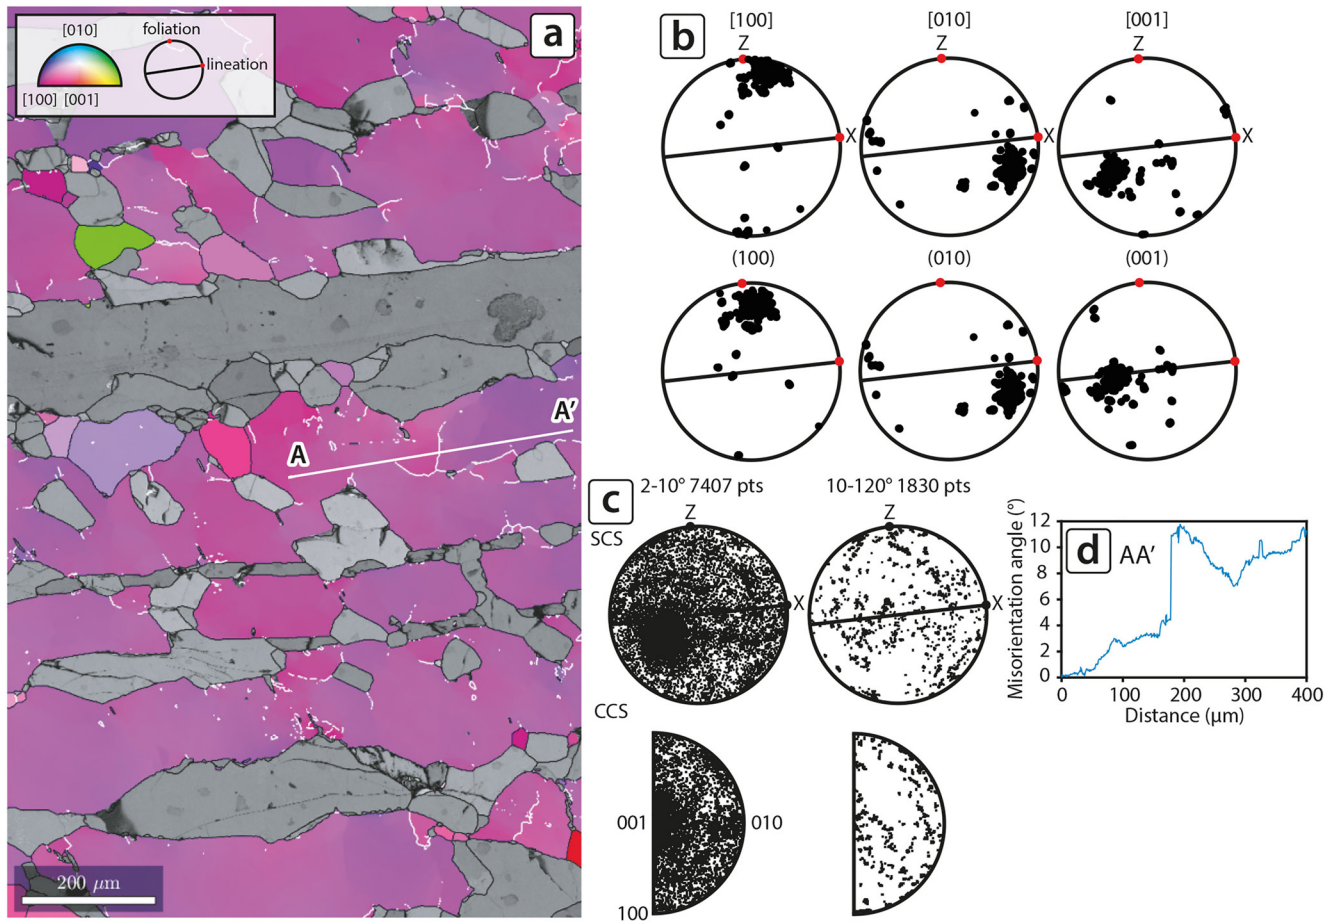 a
[010]
foliation
lineation
[100] [001]
A
A'
200 μm
b
[100]
[010]
[001]
Z
Z
Z
X
X
X
(100)
(010)
(001)
c
2-10° 7407 pts
10-120° 1830 pts
Z
Z
SCS
X
X
CCS
001
010
100
d
AA'
Misorientation angle (°)
12
10
8
6
4
2
0
0
100
200
300
400
Distance (μm)